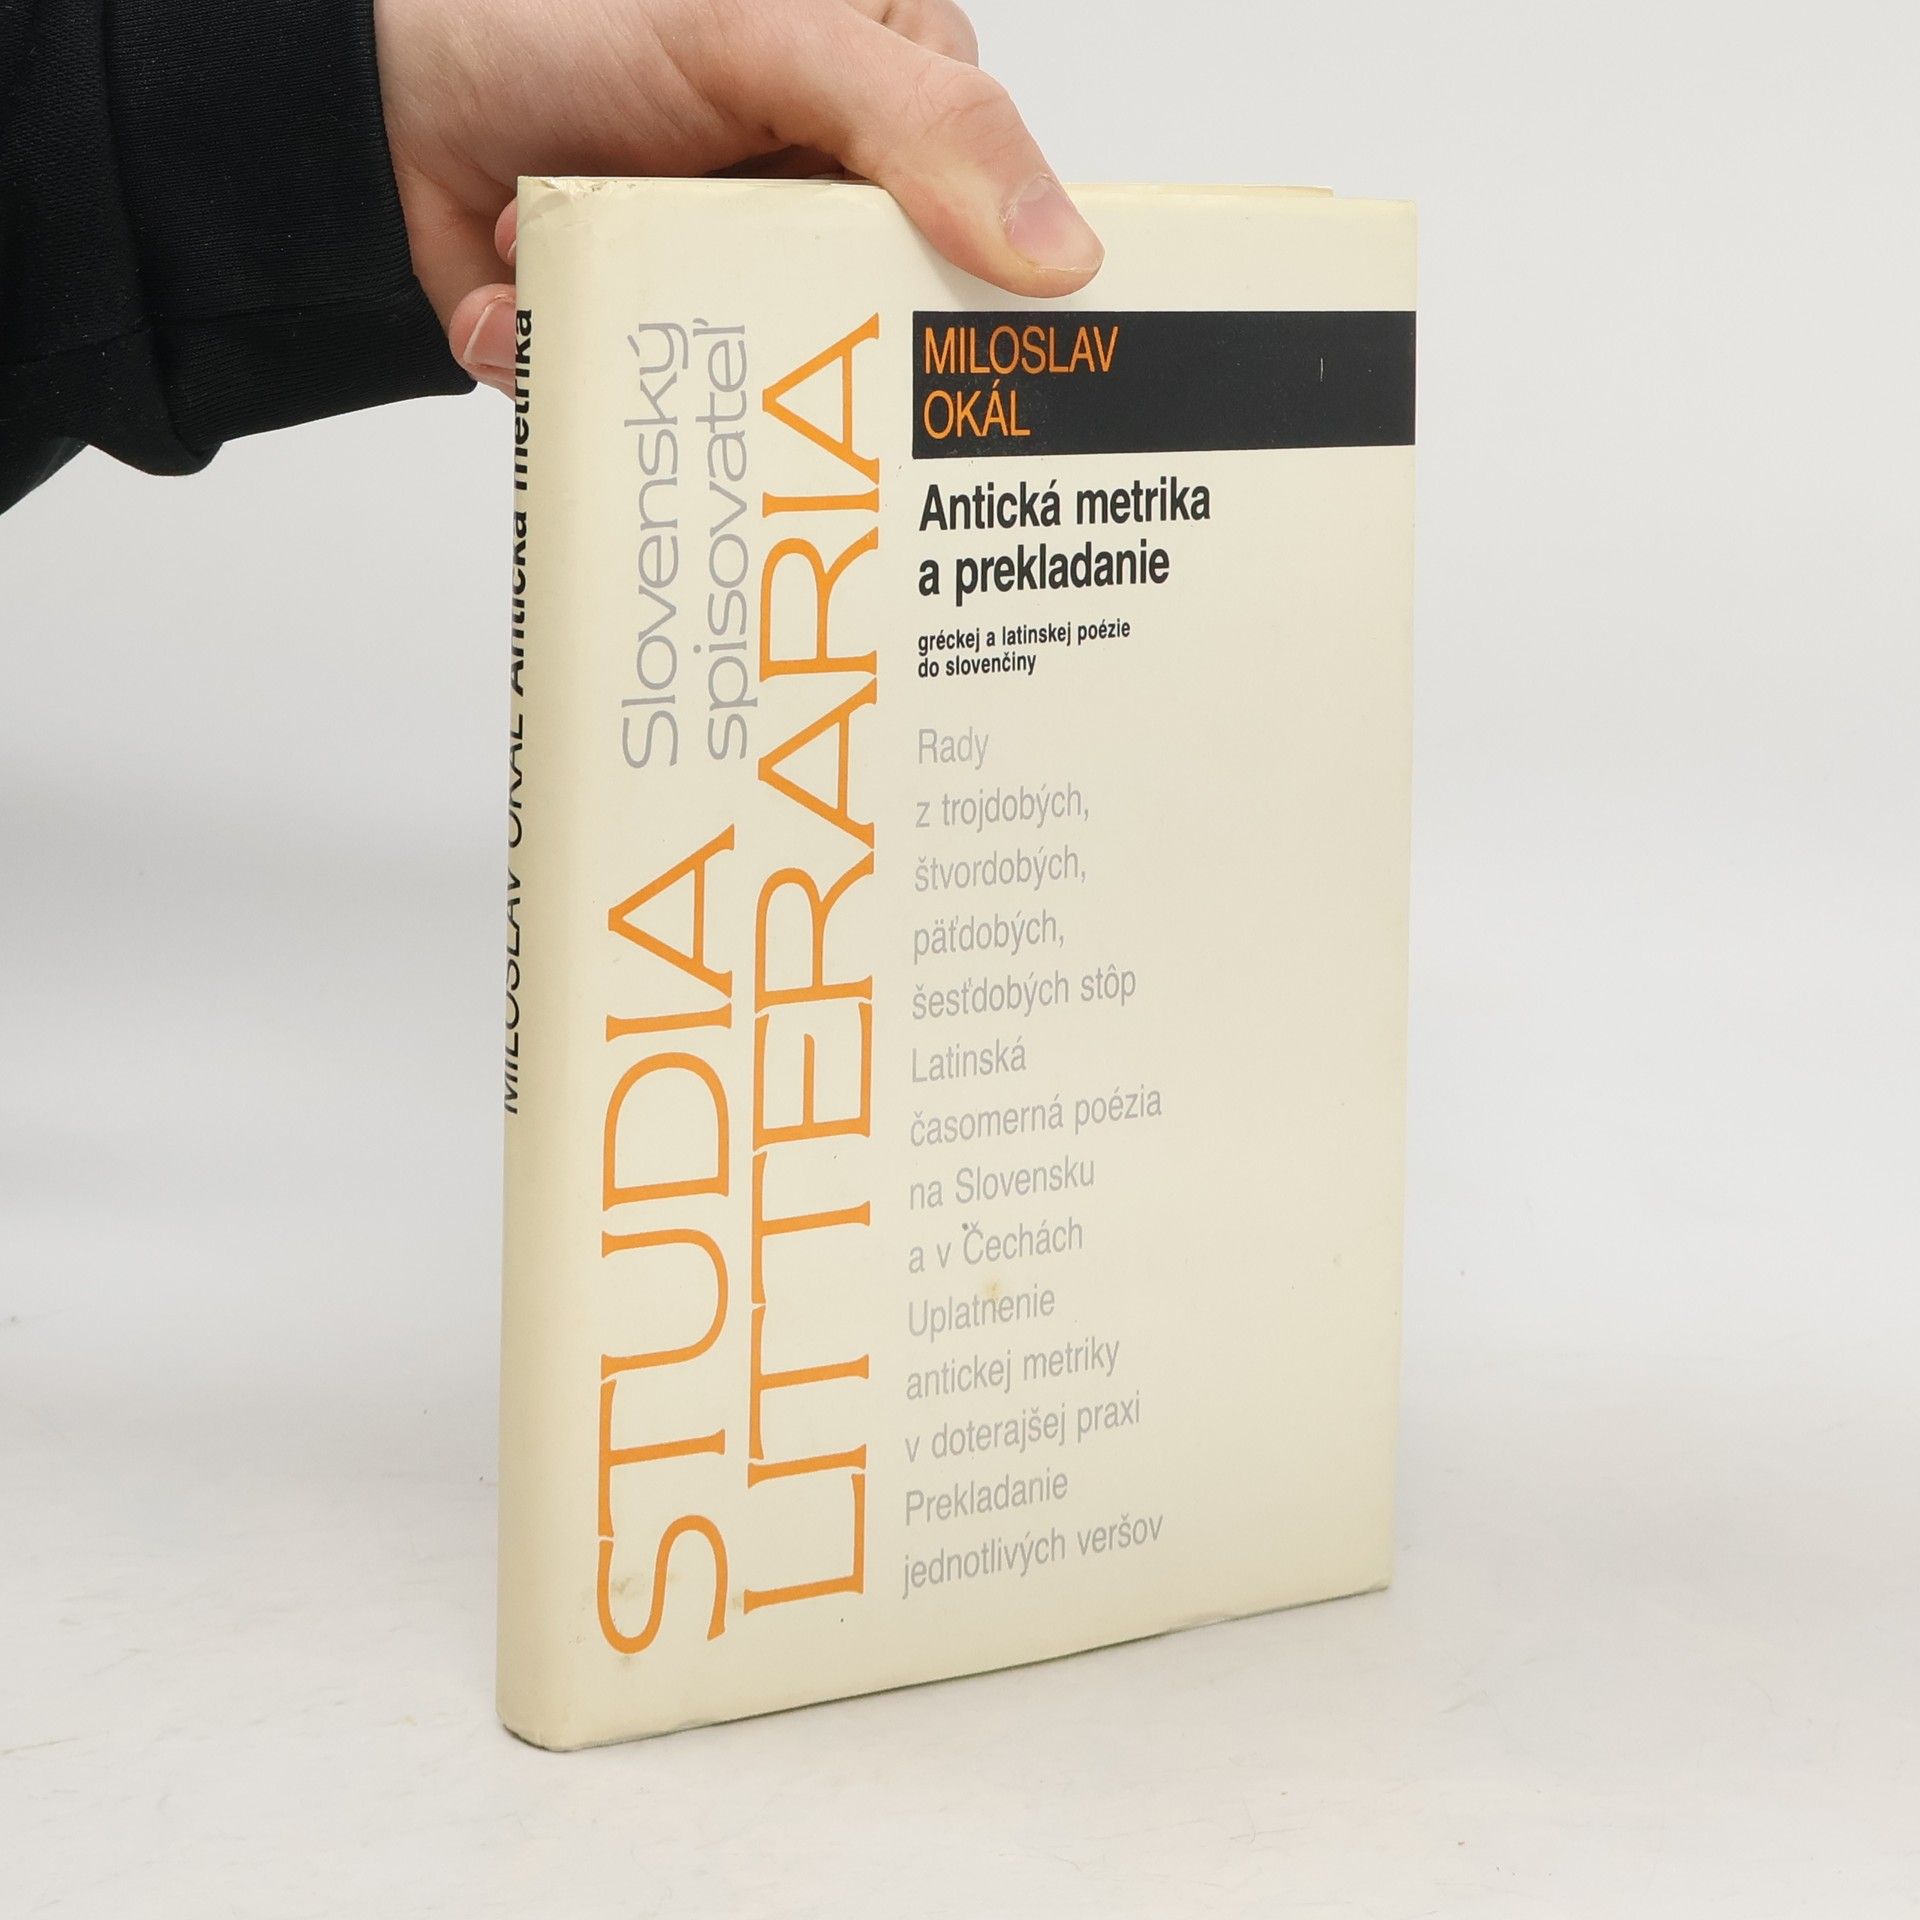 MILOSLAV OKÁL Antická metrika
Slovenský
spisovateľ
STUDIA
LITTERARIA
MILOSLAV
OKÁL
Antická metrika
a prekladanie
gréckej a latinskej poézie
do slovenčiny
Rady
z trojdobých,
štvordobých,
päťdobých,
šesťdobých stôp
Latinská
časomerná poézia
na Slovensku
a v Čechách
Uplatnenie
antickej metriky
v doterajšej praxi
Prekladanie
jednotlivých veršov